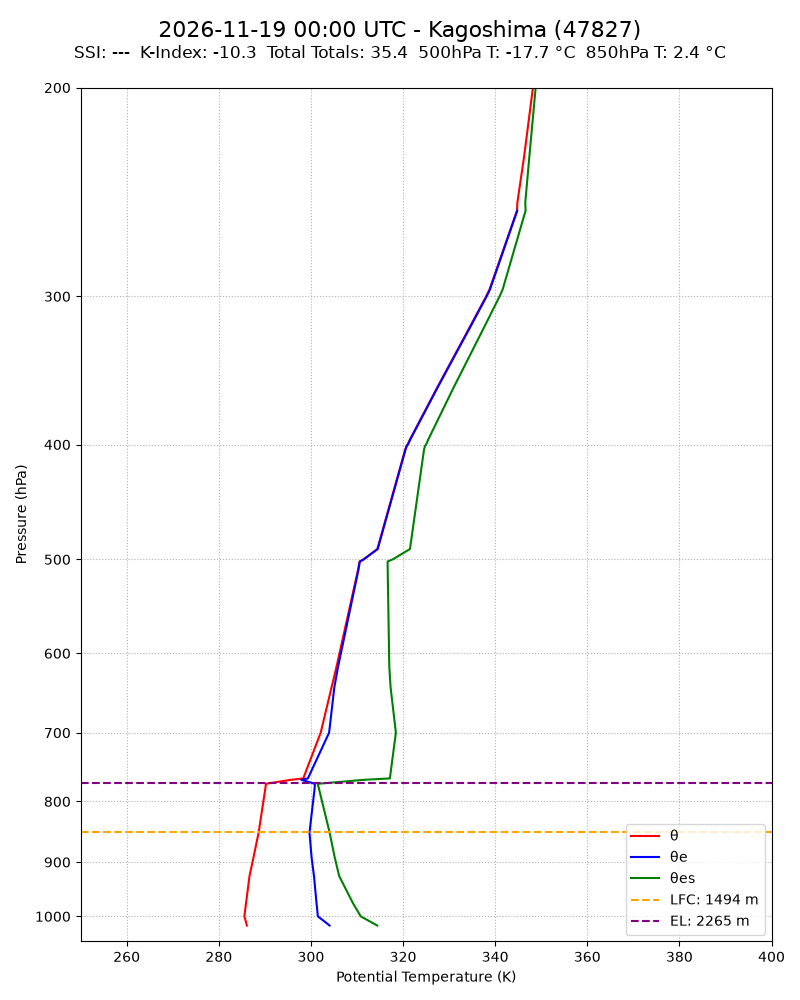 2026-11-19 00:00 UTC - Kagoshima (47827)
SSI: --- K-Index: -10.3 Total Totals: 35.4 500hPa T: -17.7 °C 850hPa T: 2.4 °C
200
300
400
500
600
700
800
900
1000
Pressure (hPa)
θ
θe
θes
LFC: 1494 m
EL: 2265 m
260 280 300 320 340 360 380 400
Potential Temperature (K)